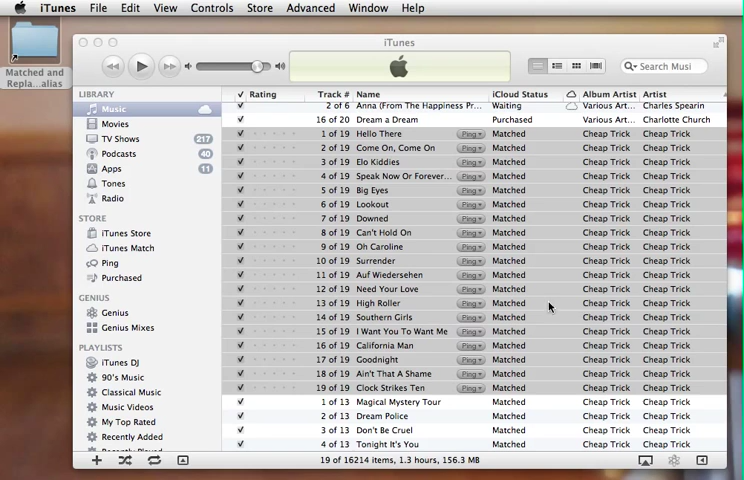 iTunes File Edit View Controls Store Advanced Window Help
Matched and
Repla... alias
iTunes
Search Musi
LIBRARY
Music
Movies
TV Shows 217
Podcasts 40
Apps 11
Tones
Radio
STORE
iTunes Store
iTunes Match
Ping
Purchased
GENIUS
Genius
Genius Mixes
PLAYLISTS
iTunes DJ
90's Music
Classical Music
Music Videos
My Top Rated
Recently Added
Recently Played
Rating Track # Name iCloud Status Album Artist Artist
2 of 6 Anna (From The Happiness Pr... Waiting Various Art... Charles Spearin
16 of 20 Dream a Dream Purchased Various Art... Charlotte Church
1 of 19 Hello There Ping Matched Cheap Trick Cheap Trick
2 of 19 Come On, Come On Ping Matched Cheap Trick Cheap Trick
3 of 19 Elo Kiddies Ping Matched Cheap Trick Cheap Trick
4 of 19 Speak Now Or Forever... Ping Matched Cheap Trick Cheap Trick
5 of 19 Big Eyes Ping Matched Cheap Trick Cheap Trick
6 of 19 Lookout Ping Matched Cheap Trick Cheap Trick
7 of 19 Downed Ping Matched Cheap Trick Cheap Trick
8 of 19 Can't Hold On Ping Matched Cheap Trick Cheap Trick
9 of 19 Oh Caroline Ping Matched Cheap Trick Cheap Trick
10 of 19 Surrender Ping Matched Cheap Trick Cheap Trick
11 of 19 Auf Wiedersehen Ping Matched Cheap Trick Cheap Trick
12 of 19 Need Your Love Ping Matched Cheap Trick Cheap Trick
13 of 19 High Roller Ping Matched Cheap Trick Cheap Trick
14 of 19 Southern Girls Ping Matched Cheap Trick Cheap Trick
15 of 19 I Want You To Want Me Ping Matched Cheap Trick Cheap Trick
16 of 19 California Man Ping Matched Cheap Trick Cheap Trick
17 of 19 Goodnight Ping Matched Cheap Trick Cheap Trick
18 of 19 Ain't That A Shame Ping Matched Cheap Trick Cheap Trick
19 of 19 Clock Strikes Ten Ping Matched Cheap Trick Cheap Trick
1 of 13 Magical Mystery Tour Matched Cheap Trick Cheap Trick
2 of 13 Dream Police Matched Cheap Trick Cheap Trick
3 of 13 Don't Be Cruel Matched Cheap Trick Cheap Trick
4 of 13 Tonight It's You Matched Cheap Trick Cheap Trick
19 of 16214 items, 1.3 hours, 156.3 MB